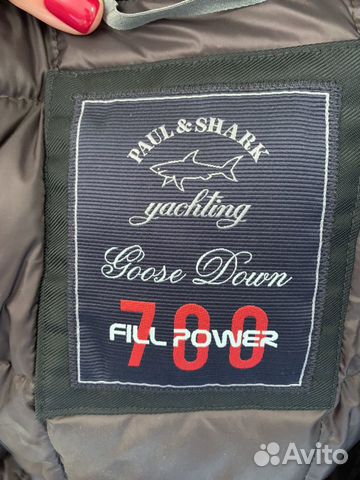 PAUL & SHARK
yachting
Goose Down
700
FILL POWER
Avito